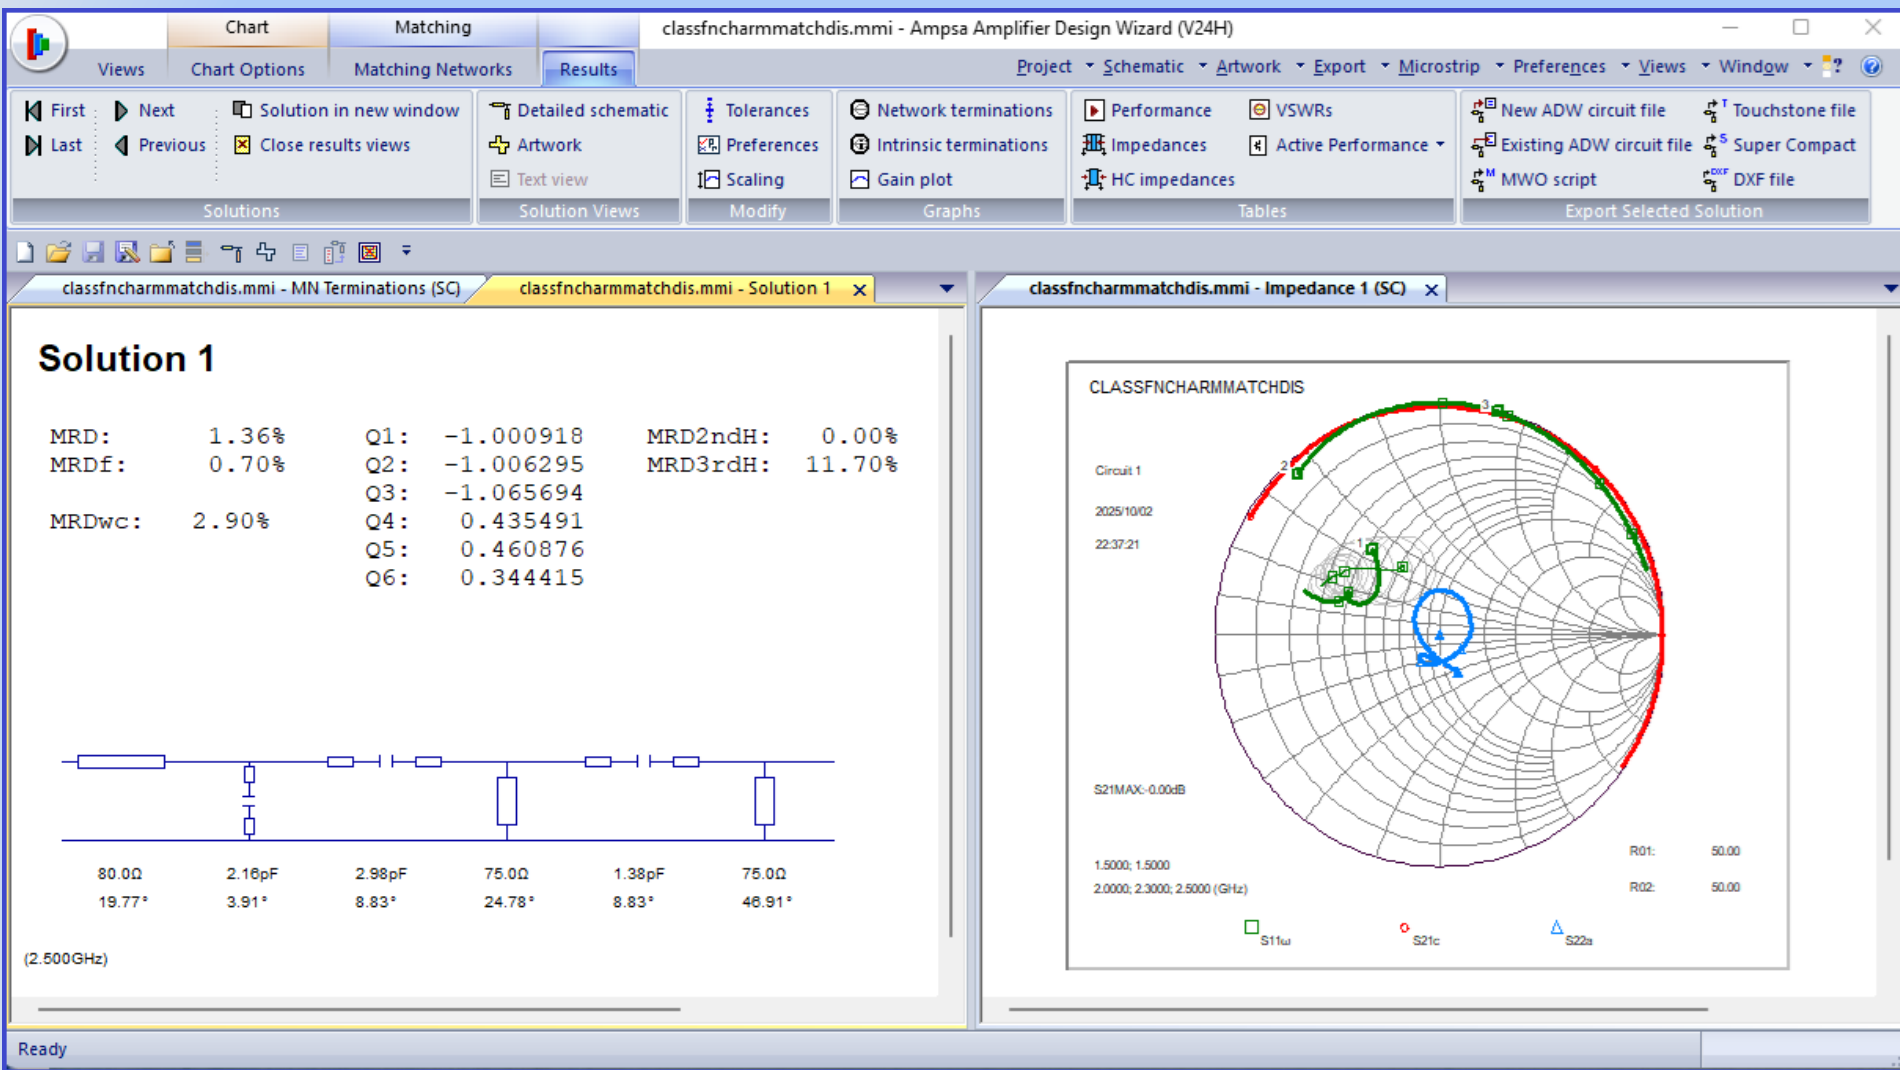 Chart Matching classfncharmmatchdis.mmi - Ampsa Amplifier Design Wizard (V24H)
Views Chart Options Matching Networks Results Project Schematic Artwork Export Microstrip Preferences Views Window ?
First Next Solution in new window Detailed schematic Tolerances Network terminations Performance VSWRs New ADW circuit file Touchstone file
Last Previous Close results views Artwork Preferences Intrinsic terminations Impedances Active Performance Existing ADW circuit file Super Compact
Text view Scaling Gain plot HC impedances MWO script DXF file
Solutions Solution Views Modify Graphs Tables Export Selected Solution
classfncharmmatchdis.mmi - MN Terminations (SC) classfncharmmatchdis.mmi - Solution 1 classfncharmmatchdis.mmi - Impedance 1 (SC)
Solution 1
MRD: 1.36% Q1: -1.000918 MRD2ndH: 0.00%
MRDf: 0.70% Q2: -1.006295 MRD3rdH: 11.70%
Q3: -1.065694
MRDwc: 2.90% Q4: 0.435491
Q5: 0.460876
Q6: 0.344415
80.0Ω 2.16pF 2.98pF 75.0Ω 1.38pF 75.0Ω
19.77° 3.91° 8.83° 24.78° 8.83° 46.91°
(2.500GHz)
CLASSFNCHARMMATCHDIS
3
2
Circuit 1
2025/10/02
22:37:21
1
S21MAX:-0.00dB
R01: 50.00
1.5000; 1.5000
2.0000; 2.3000; 2.5000 (GHz)
R02: 50.00
S11ω S21c S22a
Ready